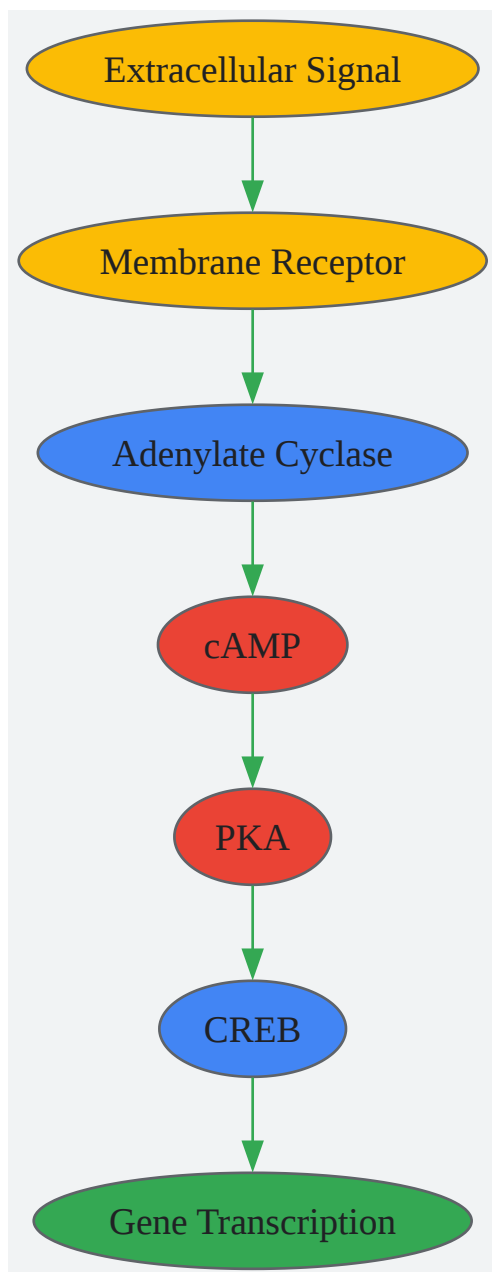 Extracellular Signal
Membrane Receptor
Adenylate Cyclase
cAMP
PKA
CREB
Gene Transcription